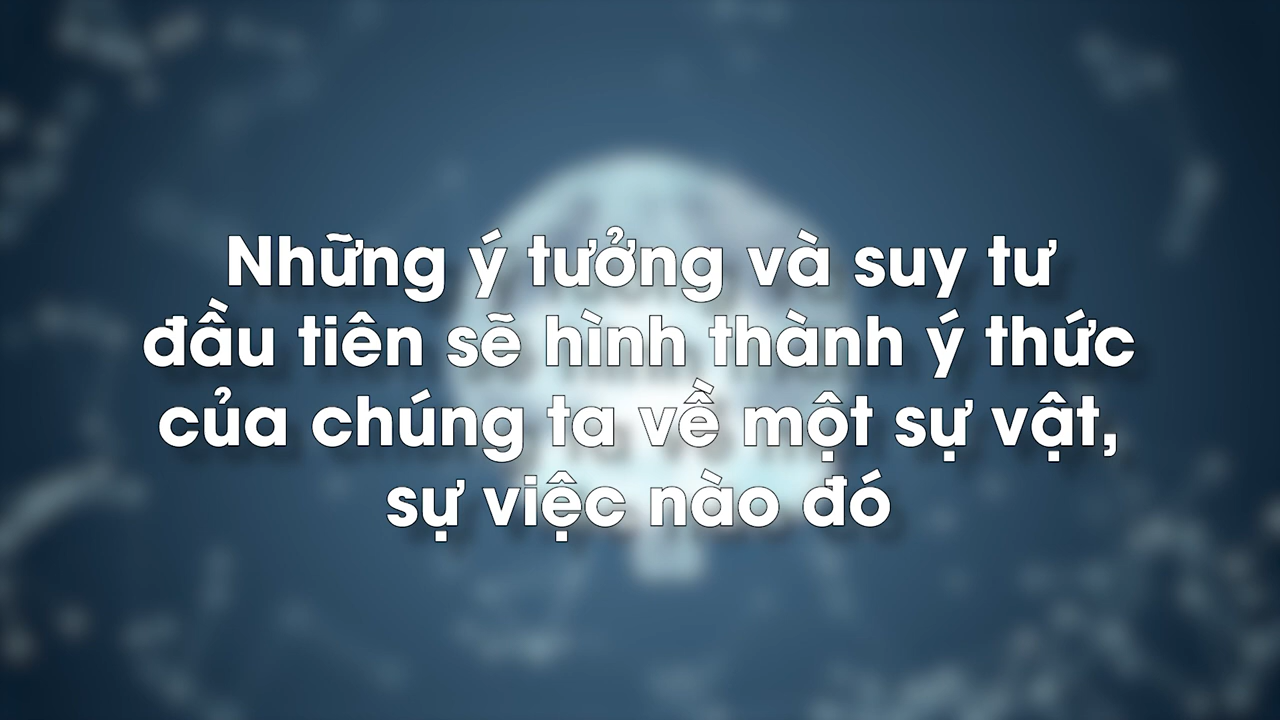 Những ý tưởng và suy tư
đầu tiên sẽ hình thành ý thức
của chúng ta về một sự vật,
sự việc nào đó